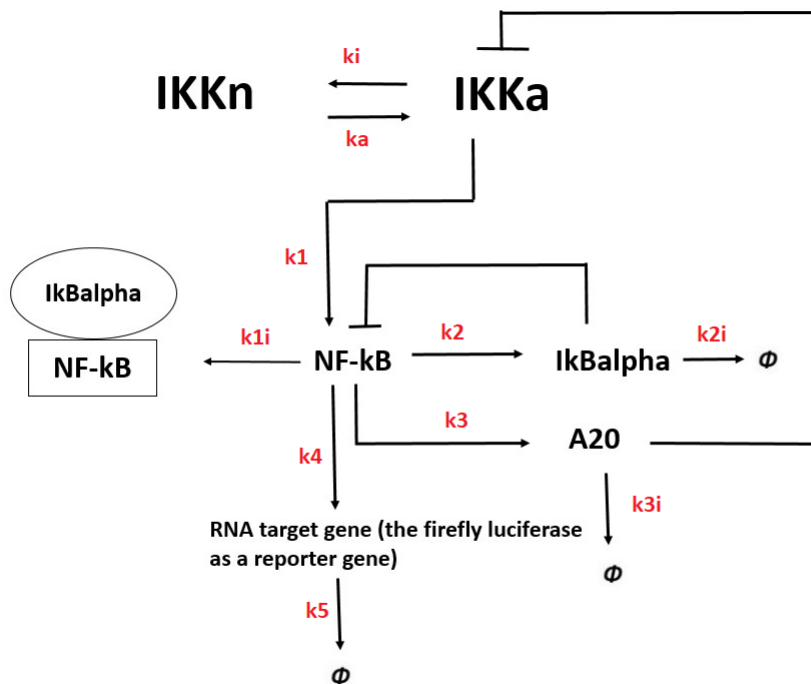 ki
IKKn
IKKa
ka
k1
IkBalpha
NF-kB
k1i
NF-kB
k2
IkBalpha
k2i
Φ
k3
A20
k4
k3i
RNA target gene (the firefly luciferase
as a reporter gene)
Φ
k5
Φ